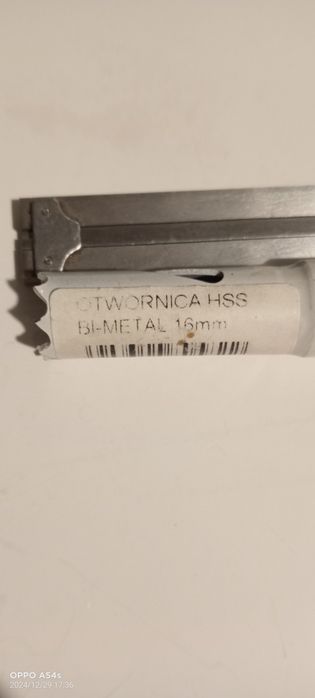 OTWORNICA HSS
BI-METAL 16mm
OPPO A54s
2024/12/29 17:36